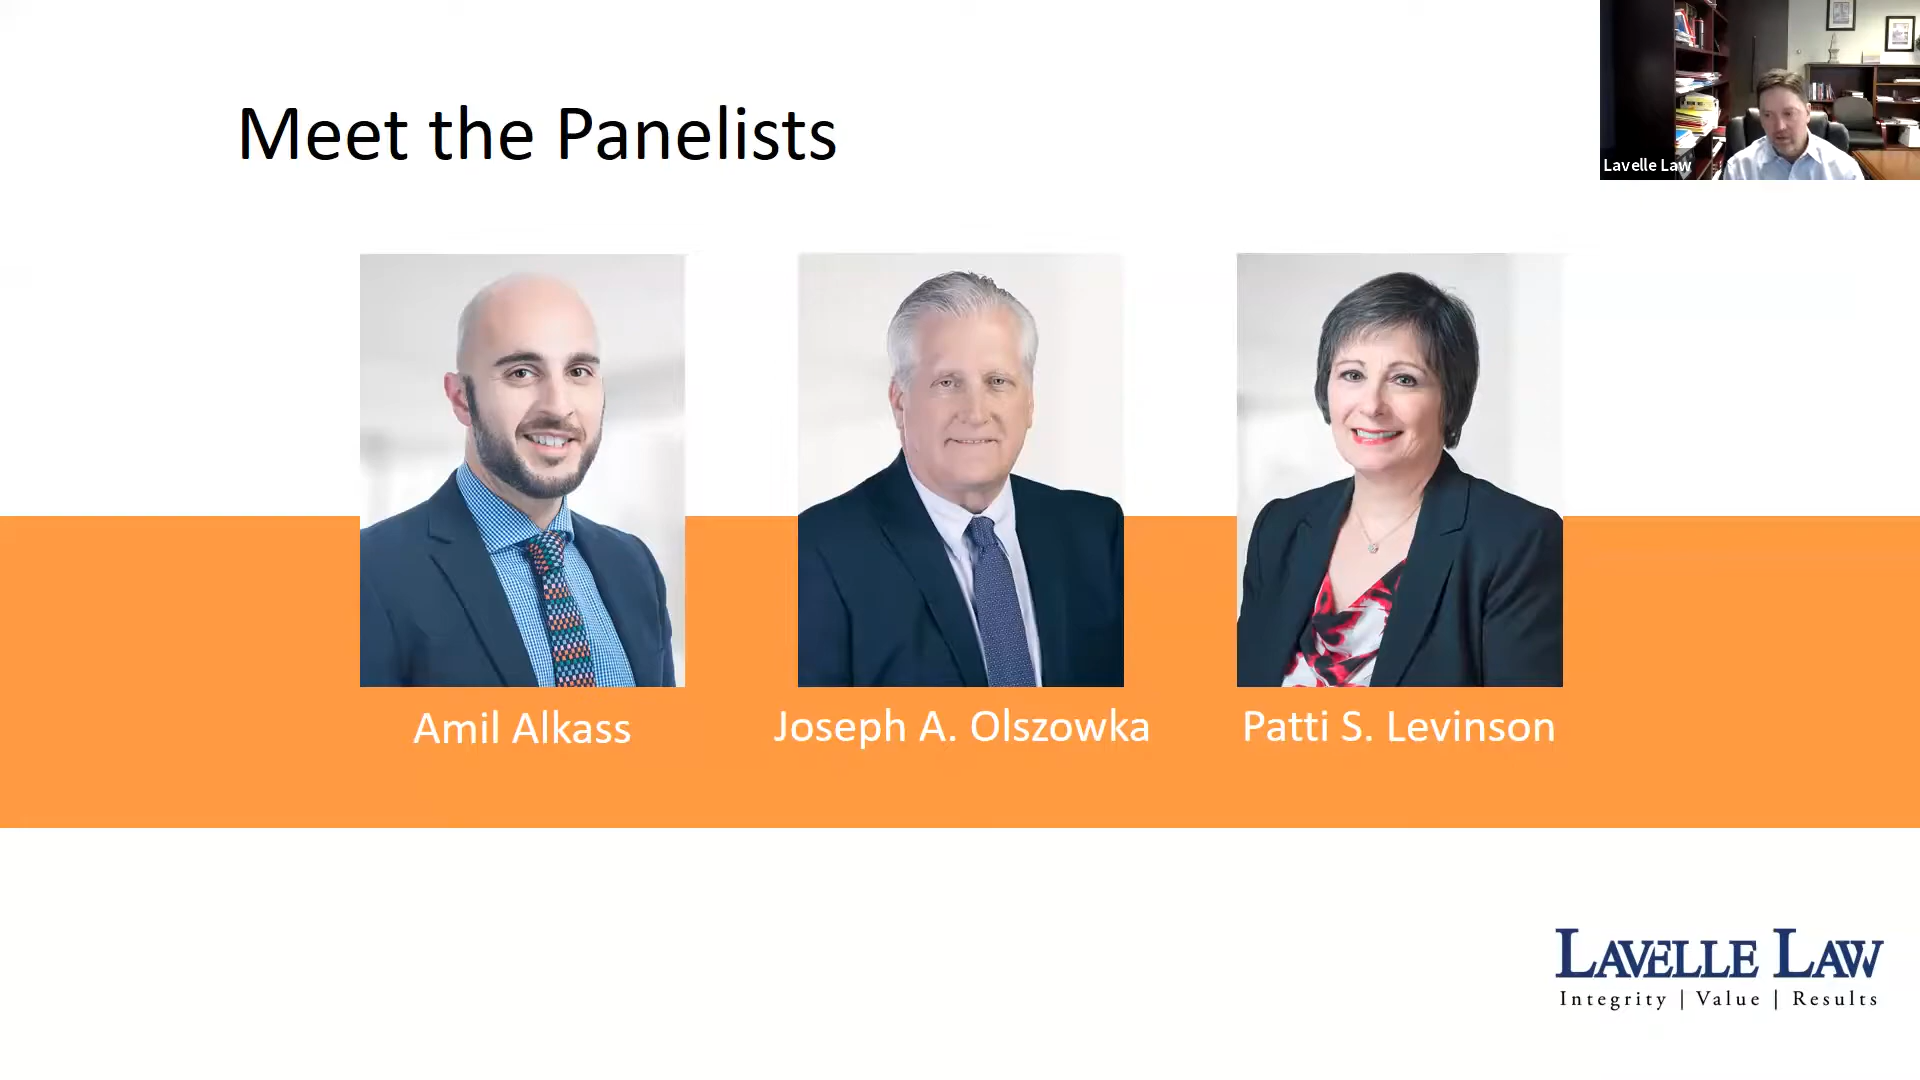 Meet the Panelists
Lavelle Law
Amil Alkass
Joseph A. Olszowka
Patti S. Levinson
LAVELLE LAW
Integrity | Value | Results